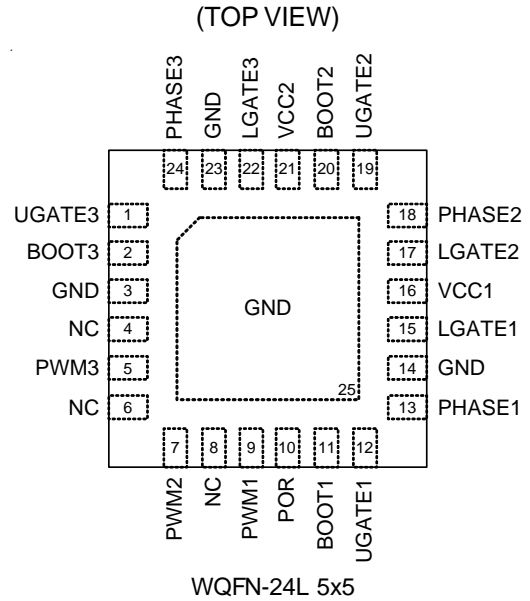 (TOP VIEW)
PHASE3
GND
LGATE3
VCC2
BOOT2
UGATE2
24 23 22 21 20 19
UGATE3 1
BOOT3 2
GND 3
NC 4
PWM3 5
NC 6
GND
25
18 PHASE2
17 LGATE2
16 VCC1
15 LGATE1
14 GND
13 PHASE1
7 8 9 10 11 12
PWM2
NC
PWM1
POR
BOOT1
UGATE1
WQFN-24L 5x5